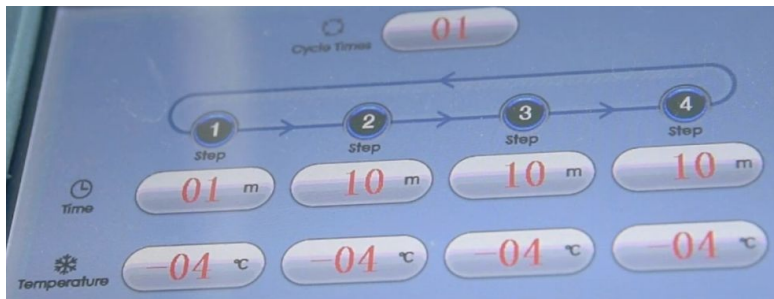 Cycle Times 01
1 2 3 4
Step Step Step Step
Time 01 m 10 m 10 m 10 m
Temperature -04 °C -04 °C -04 °C -04 °C